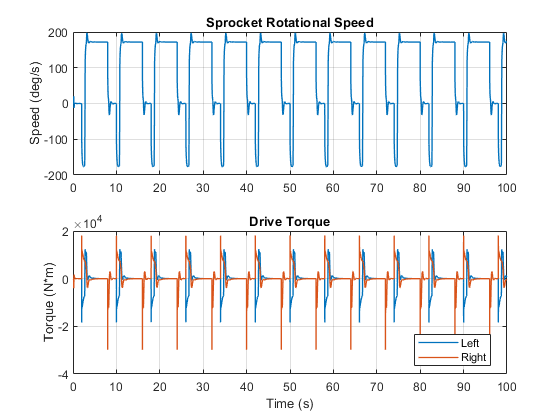 Sprocket Rotational Speed
200
100
0
-100
-200
Speed (deg/s)
0 10 20 30 40 50 60 70 80 90 100
Drive Torque
×10^4
2
0
-2
-4
Torque (N*m)
Left
Right
0 10 20 30 40 50 60 70 80 90 100
Time (s)